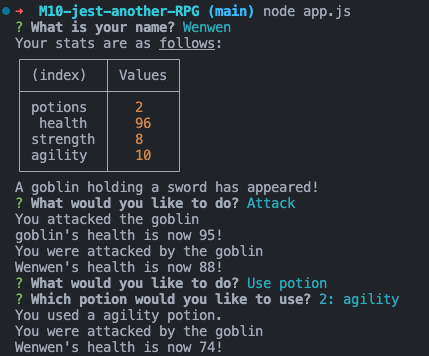 ➜ M10-jest-another-RPG (main) node app.js
? What is your name? Wenwen
Your stats are as follows:
(index) Values
potions 2
health 96
strength 8
agility 10
A goblin holding a sword has appeared!
? What would you like to do? Attack
You attacked the goblin
goblin's health is now 95!
You were attacked by the goblin
Wenwen's health is now 88!
? What would you like to do? Use potion
? Which potion would you like to use? 2: agility
You used a agility potion.
You were attacked by the goblin
Wenwen's health is now 74!